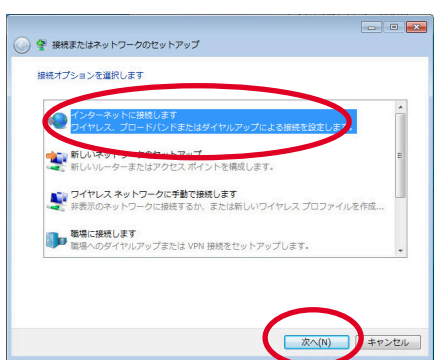 接続またはネットワークのセットアップ
接続オプションを選択します
インターネットに接続します
ワイヤレス、ブロードバンドまたはダイヤルアップによる接続を設定します。
新しいネットワークのセットアップ
新しいルーターまたはアクセス ポイントを構成します。
ワイヤレス ネットワークに手動で接続します
非表示のネットワークに接続するか、または新しいワイヤレス プロファイルを作成...
職場に接続します
職場へのダイヤルアップまたは VPN 接続をセットアップします。
次へ(N)
キャンセル